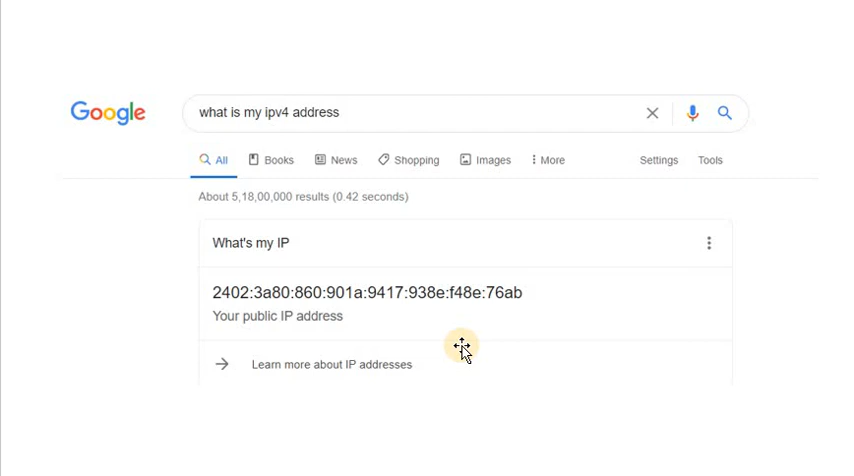 Google
what is my ipv4 address
All Books News Shopping Images More Settings Tools
About 5,18,00,000 results (0.42 seconds)
What's my IP
2402:3a80:860:901a:9417:938e:f48e:76ab
Your public IP address
Learn more about IP addresses